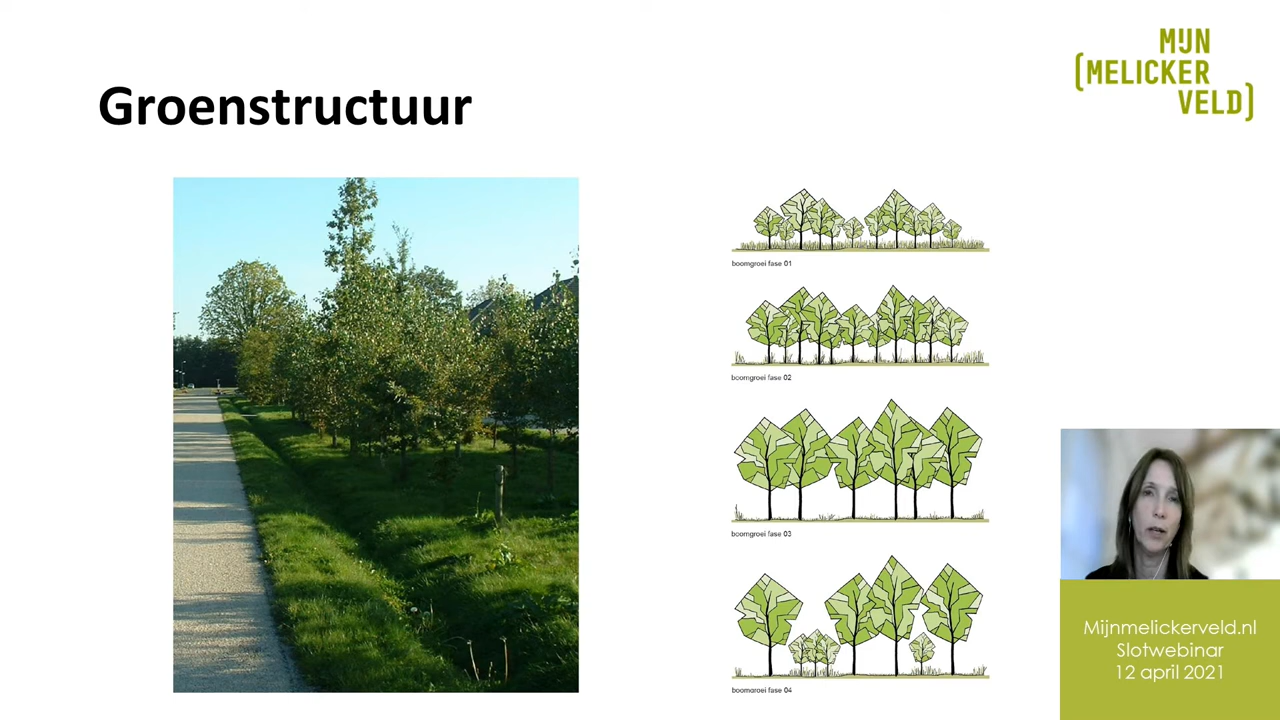 MIJN
(MELICKER
VELD)
Groenstructuur
boomgroei fase 01
boomgroei fase 02
boomgroei fase 03
boomgroei fase 04
Mijnmelickerveld.nl
Slotwebinar
12 april 2021